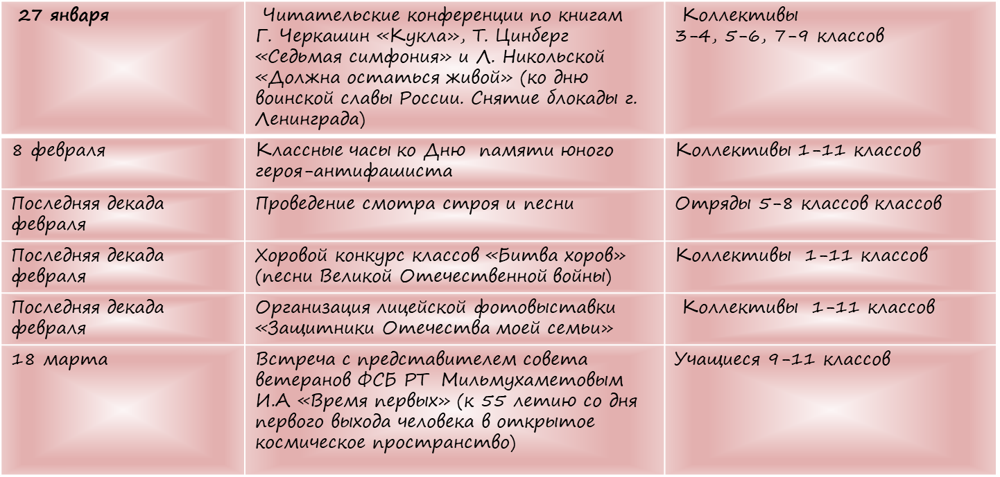 27 января
Читательские конференции по книгам
Г. Черкашин «Кукла», Т. Цинберг
«Седьмая симфония» и Л. Никольской
«Должна остаться живой» (ко дню
воинской славы России. Снятие блокады г.
Ленинграда)
Коллективы
3-4, 5-6, 7-9 классов
8 февраля
Классные часы ко Дню памяти юного
героя-антифашиста
Коллективы 1-11 классов
Последняя декада
февраля
Проведение смотра строя и песни
Отряды 5-8 классов классов
Последняя декада
февраля
Хоровой конкурс классов «Битва хоров»
(песни Великой Отечественной войны)
Коллективы 1-11 классов
Последняя декада
февраля
Организация лицейской фотовыставки
«Защитники Отечества моей семьи»
Коллективы 1-11 классов
18 марта
Встреча с представителем совета
ветеранов ФСБ РТ Мильмухаметовым
И.А «Время первых» (к 55 летию со дня
первого выхода человека в открытое
космическое пространство)
Учащиеся 9-11 классов